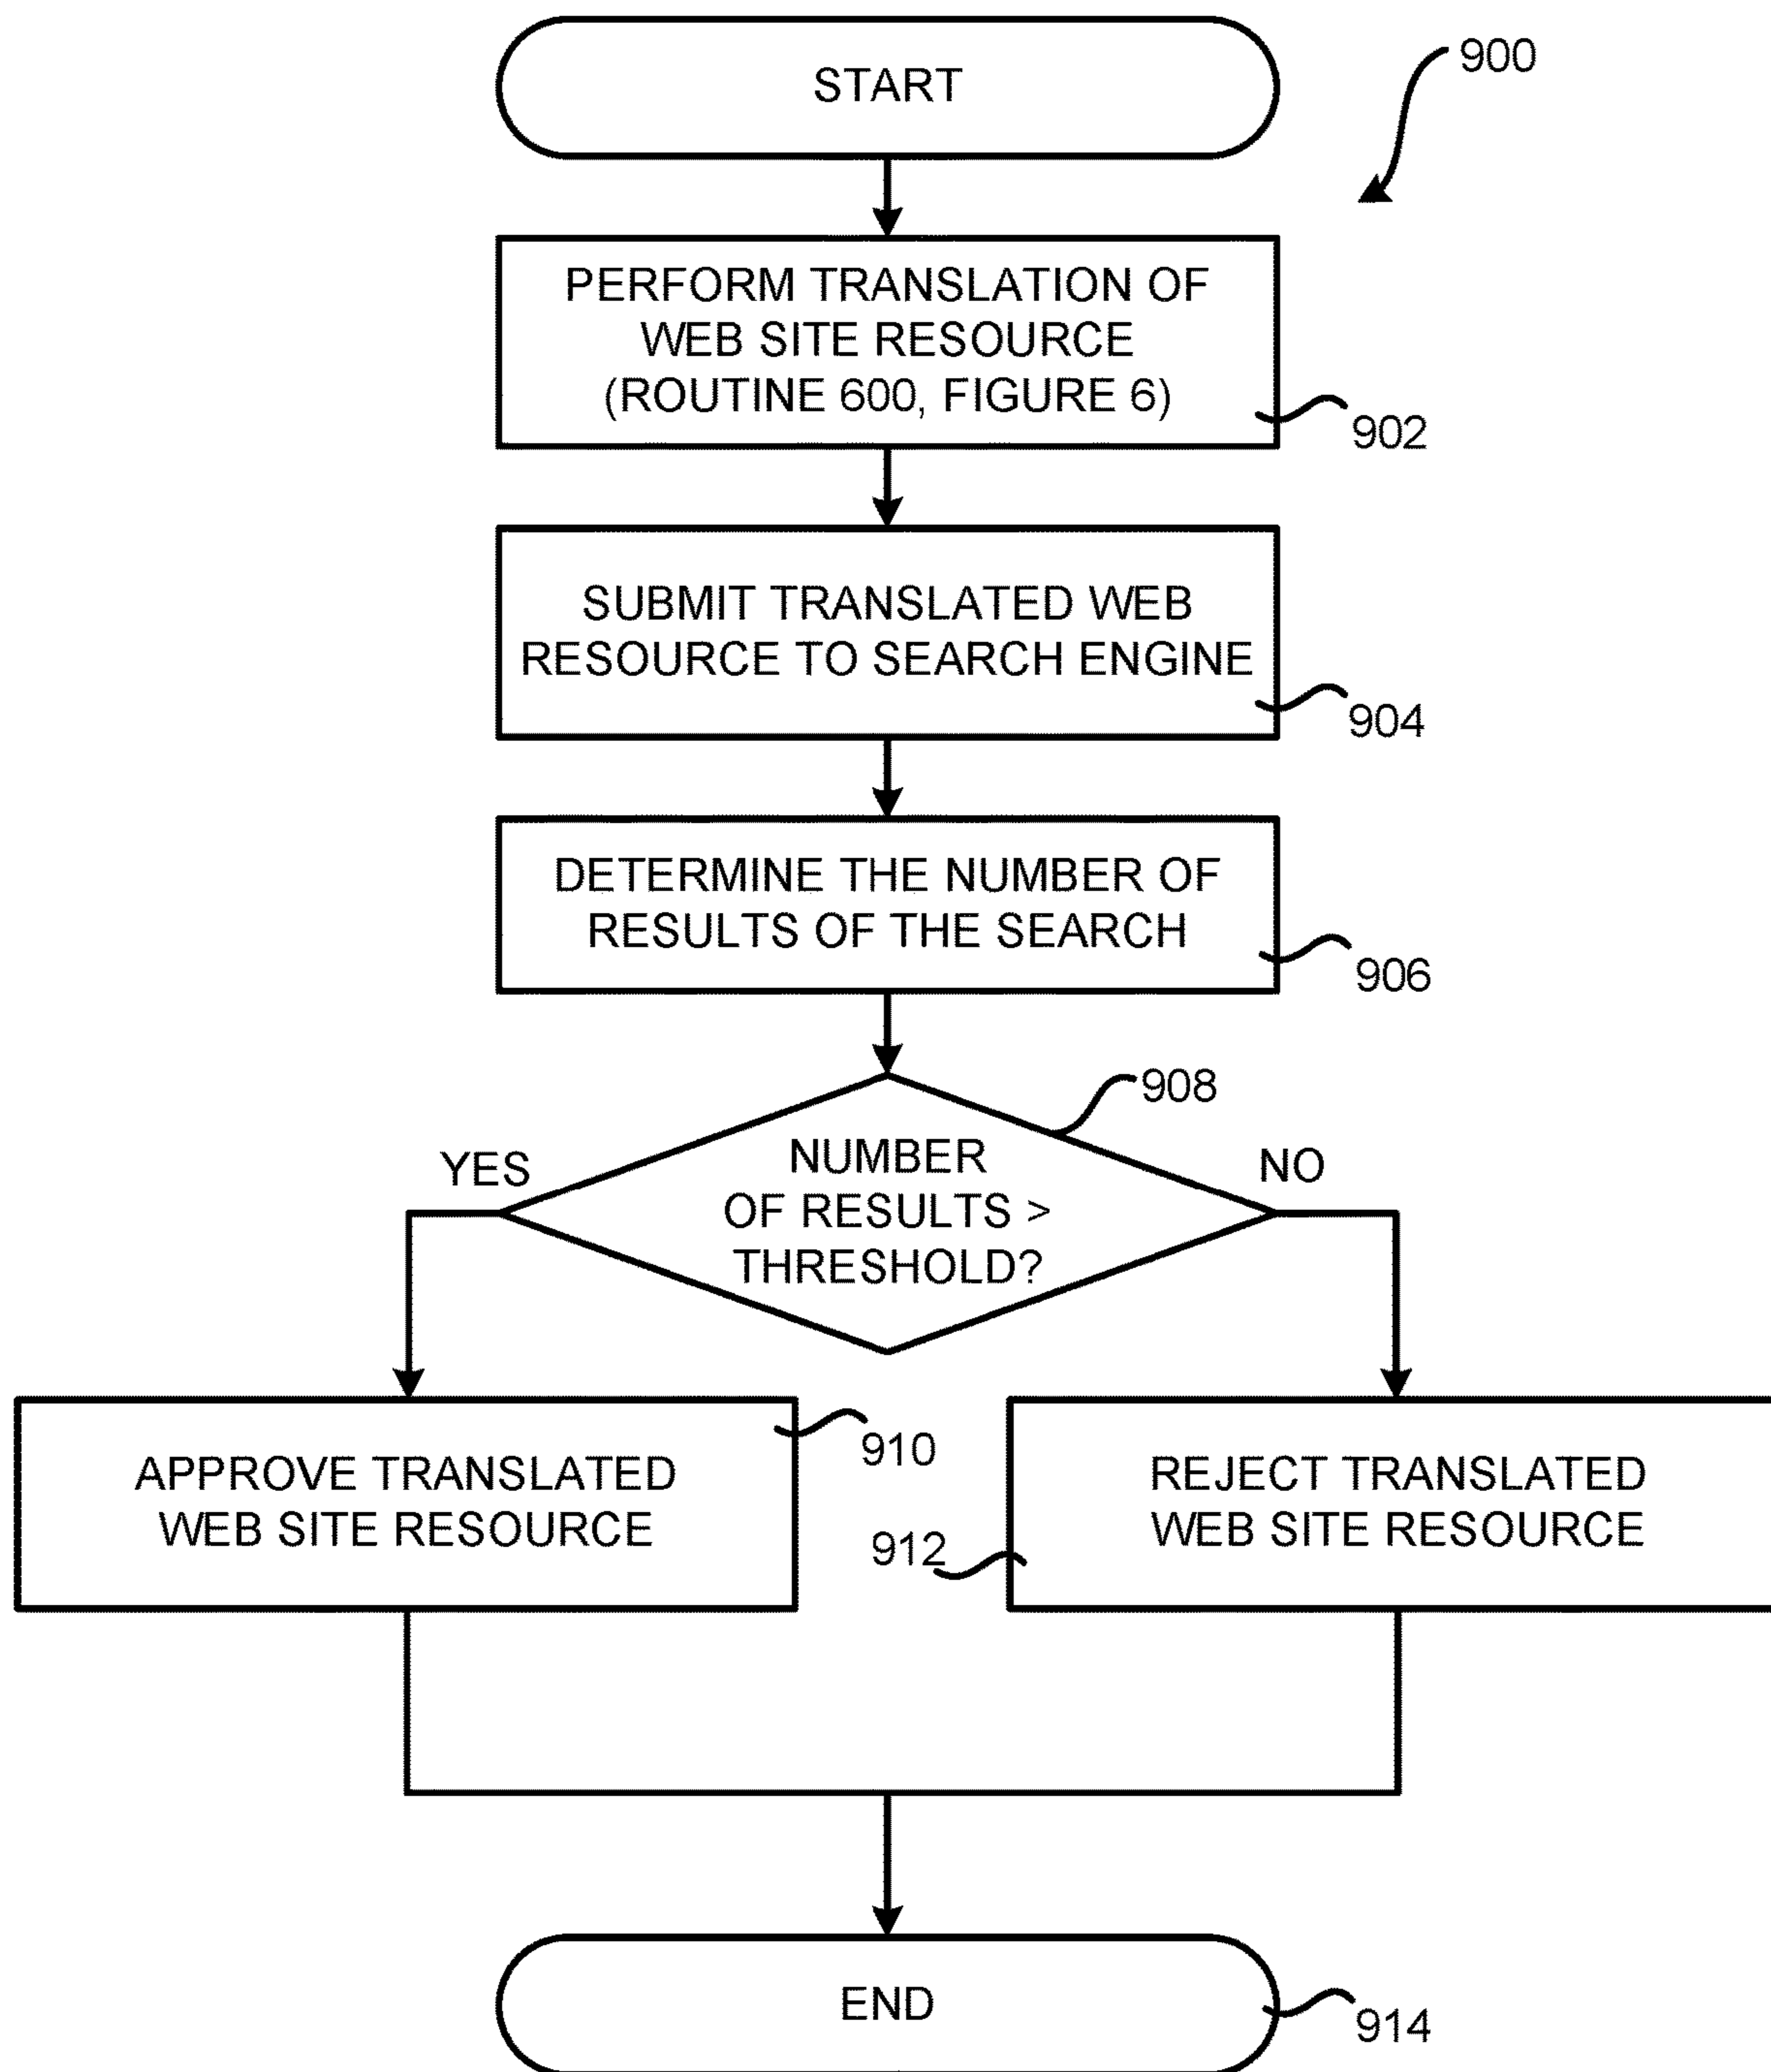 START
900
PERFORM TRANSLATION OF
WEB SITE RESOURCE
(ROUTINE 600, FIGURE 6)
902
SUBMIT TRANSLATED WEB
RESOURCE TO SEARCH ENGINE
904
DETERMINE THE NUMBER OF
RESULTS OF THE SEARCH
906
908
YES
NUMBER
OF RESULTS >
THRESHOLD?
NO
APPROVE TRANSLATED
WEB SITE RESOURCE
910
912
REJECT TRANSLATED
WEB SITE RESOURCE
END
914